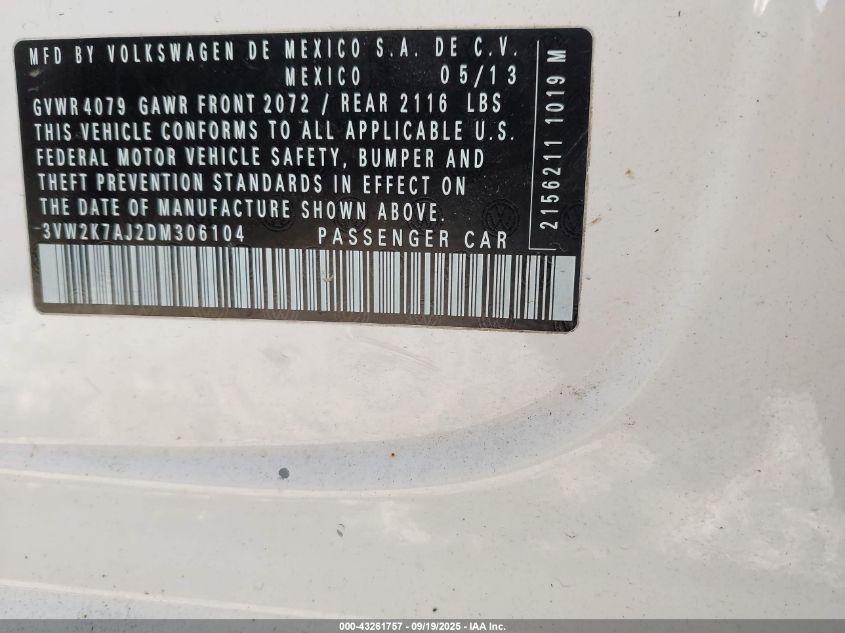 MFD BY VOLKSWAGEN DE MEXICO S.A. DE C.V.
MEXICO 05/13
GVWR 4079 GAWR FRONT 2072 / REAR 2116 LBS
THIS VEHICLE CONFORMS TO ALL APPLICABLE U.S.
FEDERAL MOTOR VEHICLE SAFETY, BUMPER AND
THEFT PREVENTION STANDARDS IN EFFECT ON
THE DATE OF MANUFACTURE SHOWN ABOVE.
3VW2K7AJ2DM306104 PASSENGER CAR
2156211 1019 M
000-43261757 - 09/19/2025 - IAA Inc.